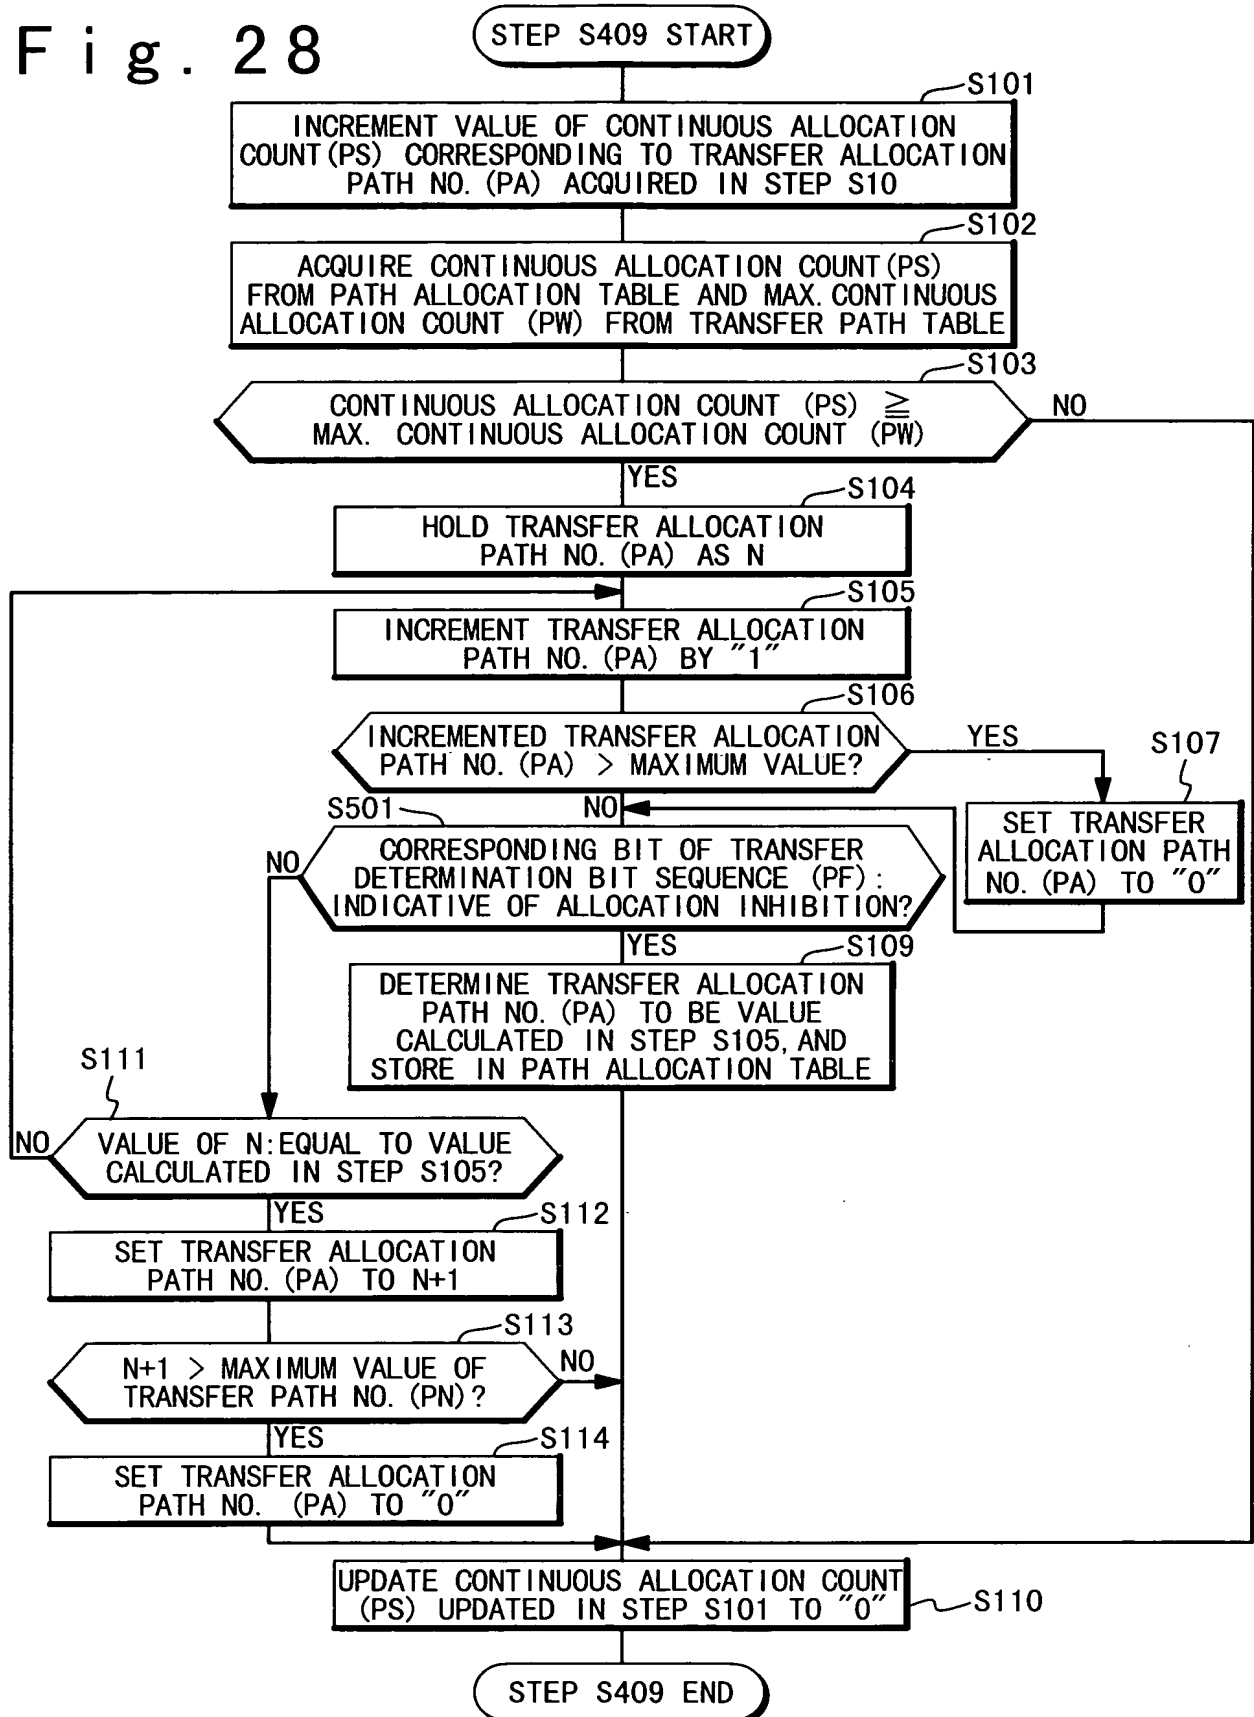 Fig. 28
STEP S409 START
S101
INCREMENT VALUE OF CONTINUOUS ALLOCATION
COUNT(PS) CORRESPONDING TO TRANSFER ALLOCATION
PATH NO. (PA) ACQUIRED IN STEP S10
S102
ACQUIRE CONTINUOUS ALLOCATION COUNT(PS)
FROM PATH ALLOCATION TABLE AND MAX. CONTINUOUS
ALLOCATION COUNT (PW) FROM TRANSFER PATH TABLE
S103
CONTINUOUS ALLOCATION COUNT (PS) ≧
MAX. CONTINUOUS ALLOCATION COUNT (PW)
NO
YES
S104
HOLD TRANSFER ALLOCATION
PATH NO. (PA) AS N
S105
INCREMENT TRANSFER ALLOCATION
PATH NO. (PA) BY "1"
S106
INCREMENTED TRANSFER ALLOCATION
PATH NO. (PA) > MAXIMUM VALUE?
YES
S107
SET TRANSFER
ALLOCATION PATH
NO. (PA) TO "0"
NO
S501
CORRESPONDING BIT OF TRANSFER
DETERMINATION BIT SEQUENCE (PF):
INDICATIVE OF ALLOCATION INHIBITION?
NO
YES
S109
DETERMINE TRANSFER ALLOCATION
PATH NO. (PA) TO BE VALUE
CALCULATED IN STEP S105, AND
STORE IN PATH ALLOCATION TABLE
S111
VALUE OF N:EQUAL TO VALUE
CALCULATED IN STEP S105?
NO
YES
S112
SET TRANSFER ALLOCATION
PATH NO. (PA) TO N+1
S113
N+1 > MAXIMUM VALUE OF
TRANSFER PATH NO. (PN)?
NO
YES
S114
SET TRANSFER ALLOCATION
PATH NO. (PA) TO "0"
UPDATE CONTINUOUS ALLOCATION COUNT
(PS) UPDATED IN STEP S101 TO "0"
S110
STEP S409 END